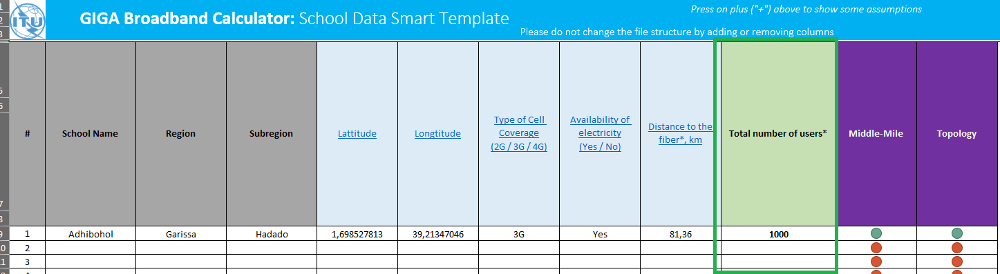 Press on plus ("+") above to show some assumptions
ITU
GIGA Broadband Calculator: School Data Smart Template
Please do not change the file structure by adding or removing columns
# School Name Region Subregion Lattitude Longtitude Type of Cell Coverage (2G / 3G / 4G) Availability of electricity (Yes / No) Distance to the fiber*, km Total number of users* Middle-Mile Topology
1 Adhibohol Garissa Hadado 1,698527813 39,21347046 3G Yes 81,36 1000
2
3